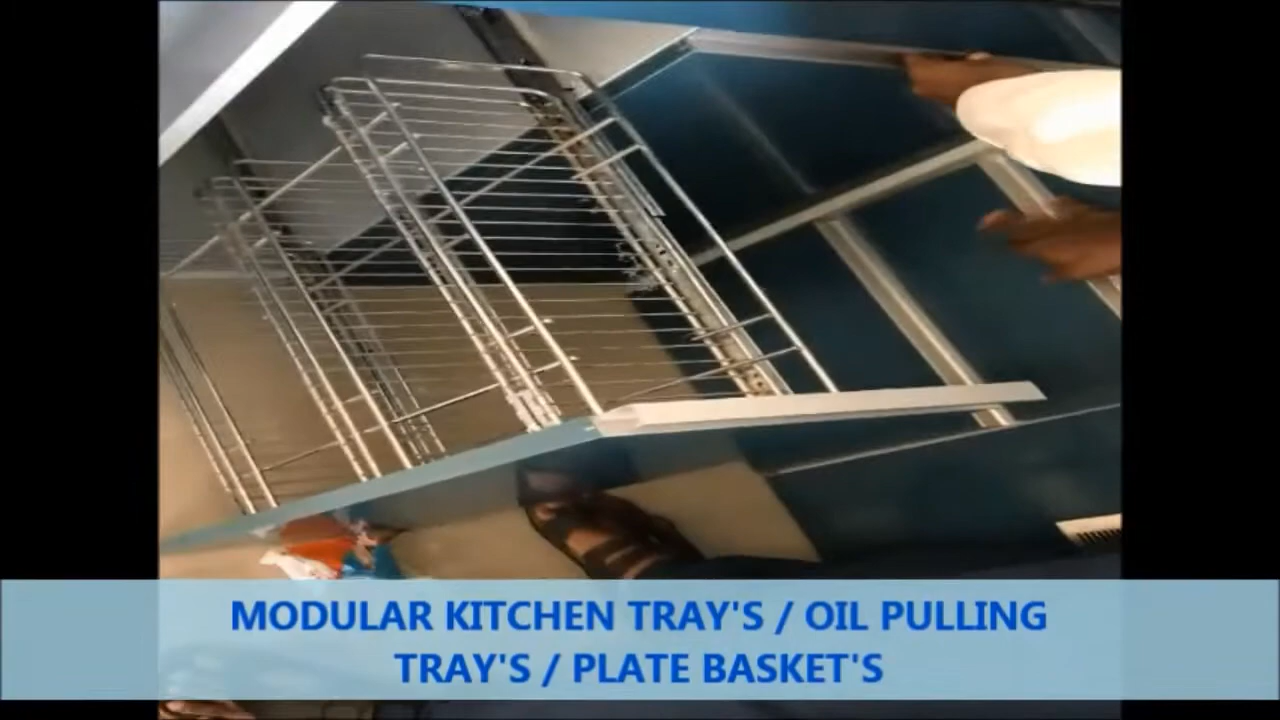 MODULAR KITCHEN TRAY'S / OIL PULLING
TRAY'S / PLATE BASKET'S